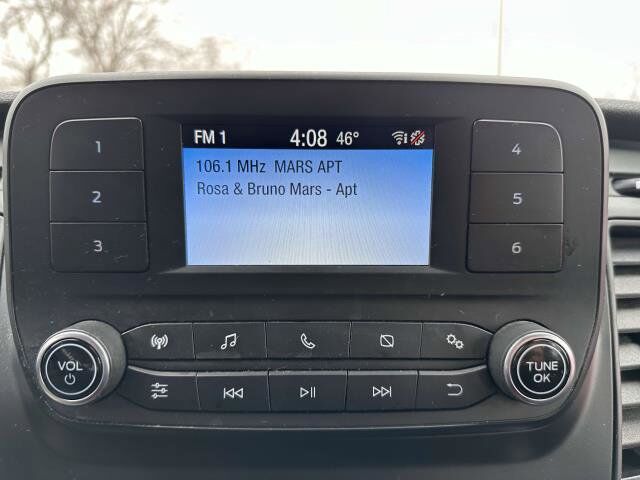 FM 1 4:08 46°
106.1 MHz MARS APT
Rosa & Bruno Mars - Apt
1
2
3
4
5
6
VOL
TUNE
OK